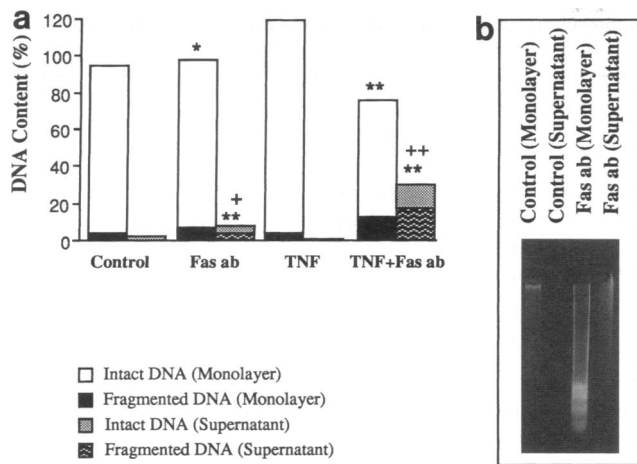 a
DNA Content (%)
120
100
80
60
40
20
0
*
+
**
**
++
**
Control
Fas ab
TNF
TNF+Fas ab
Intact DNA (Monolayer)
Fragmented DNA (Monolayer)
Intact DNA (Supernatant)
Fragmented DNA (Supernatant)
b
Control (Monolayer)
Control (Supernatant)
Fas ab (Monolayer)
Fas ab (Supernatant)